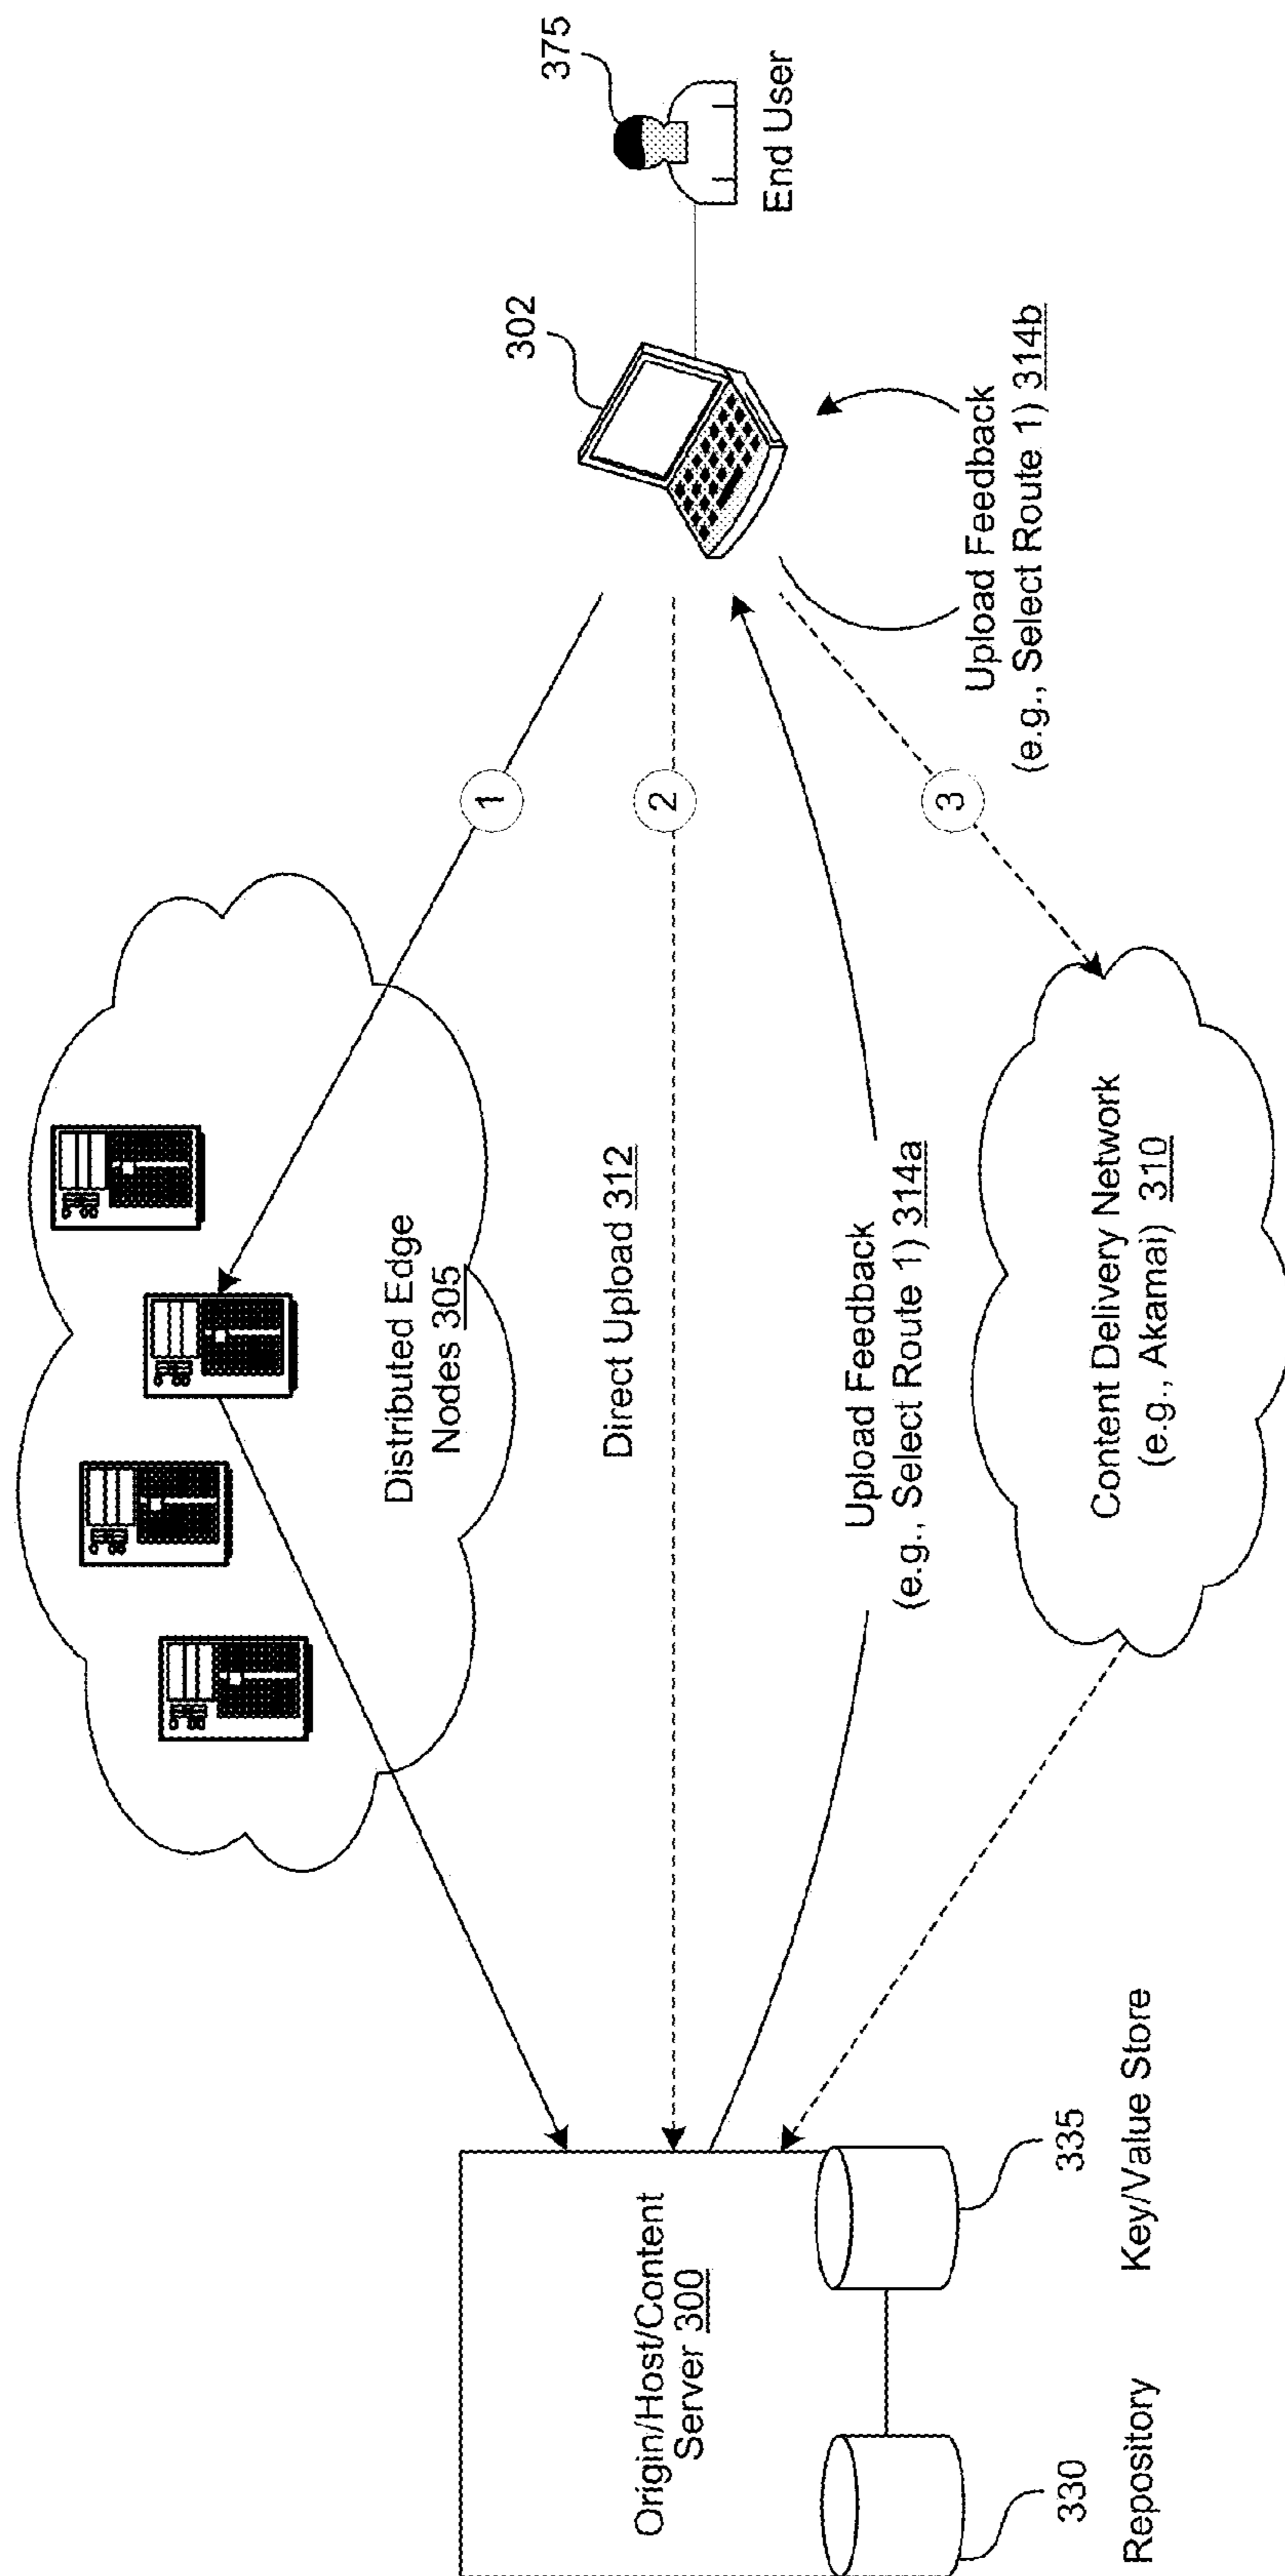 375
End User
302
Upload Feedback
(e.g., Select Route 1) 314b
1
2
3
Distributed Edge
Nodes 305
Direct Upload 312
Upload Feedback
(e.g., Select Route 1) 314a
Content Delivery Network
(e.g., Akamai) 310
Origin/Host/Content
Server 300
335
Key/Value Store
330
Repository